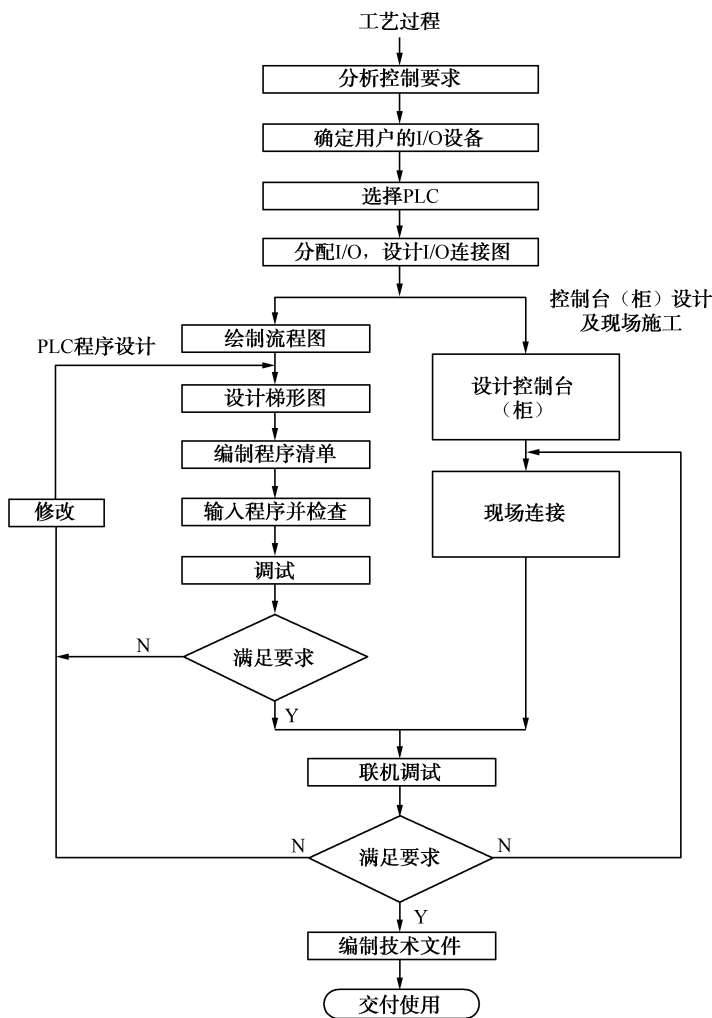 工艺过程
分析控制要求
确定用户的I/O设备
选择PLC
分配I/O，设计I/O连接图
控制台（柜）设计
及现场施工
PLC程序设计
绘制流程图
设计梯形图
编制程序清单
输入程序并检查
调试
修改
设计控制台
（柜）
现场连接
N
满足要求
Y
联机调试
N
满足要求
N
Y
编制技术文件
交付使用